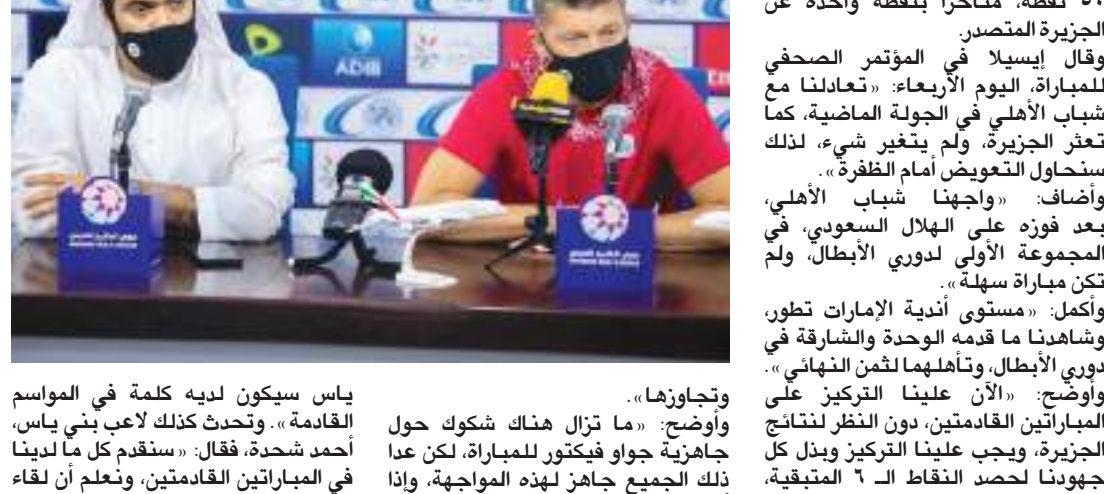 ٥٠ نقطة، متأخراً بنقطة واحدة عن
الجزيرة المتصدر.
وقال إيسيلا في المؤتمر الصحفي
للمباراة، اليوم الأربعاء: «تعادلنا مع
شباب الأهلي في الجولة الماضية، كما
تعثر الجزيرة، ولم يتغير شيء، لذلك
سنحاول التعويض أمام الظفرة».
وأضاف: «واجهنا شباب الأهلي،
بعد فوزه على الهلال السعودي، في
المجموعة الأولى لدوري الأبطال، ولم
تكن مباراة سهلة».
وأكمل: «مستوى أندية الإمارات تطور،
وشاهدنا ما قدمه الوحدة والشارقة في
دوري الأبطال، وتأهلهما لثمن النهائي».
وأوضح: «الآن علينا التركيز على
المباراتين القادمتين، دون النظر لنتائج
الجزيرة، ويجب علينا التركيز وبذل كل
جهودنا لحصد النقاط الـ ٦ المتبقية،
ADIB
وتجاوزها».
وأوضح: «ما تزال هناك شكوك حول
جاهزية جواو فيكتور للمباراة، لكن عدا
ذلك الجميع جاهز لهذه المواجهة، وإذا
ياس سيكون لديه كلمة في المواسم
القادمة». وتحدث كذلك لاعب بني ياس،
أحمد شحدة، فقال: «سنقدم كل ما لدينا
في المباراتين القادمتين، ونعلم أن لقاء